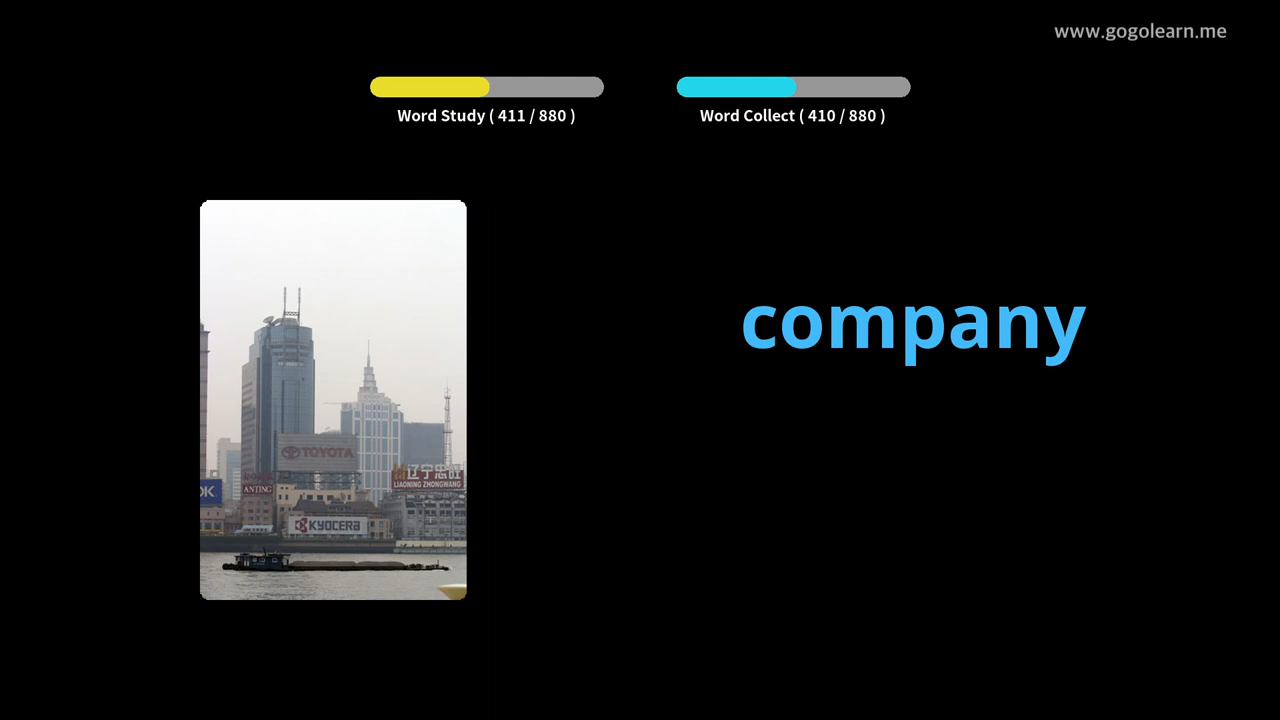 www.gogolearn.me
Word Study ( 411 / 880 )
Word Collect ( 410 / 880 )
company
TOYOTA
辽宁忠旺
LIAONING ZHONGWANG
OK
ANTING
KYOCERA